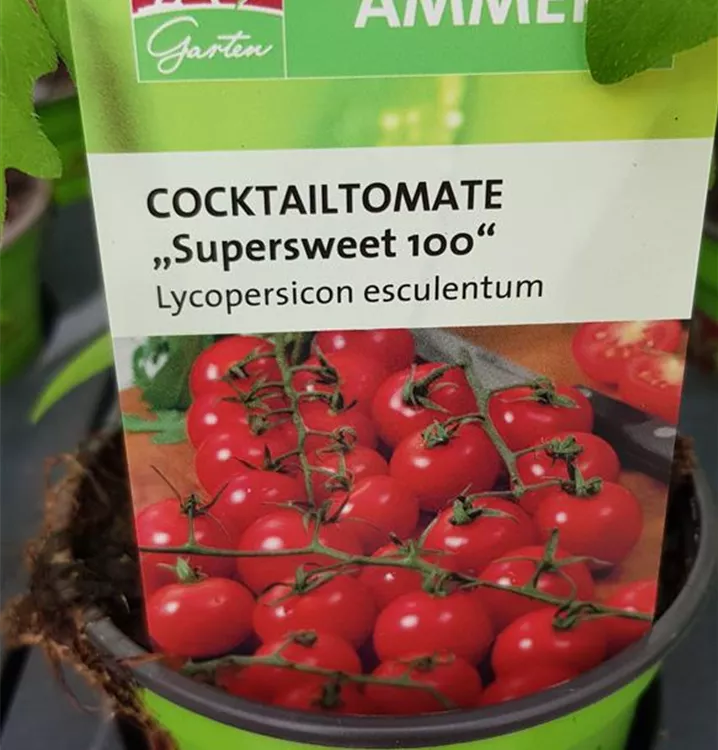 Garten
COCKTAILTOMATE
„Supersweet 100“
Lycopersicon esculentum